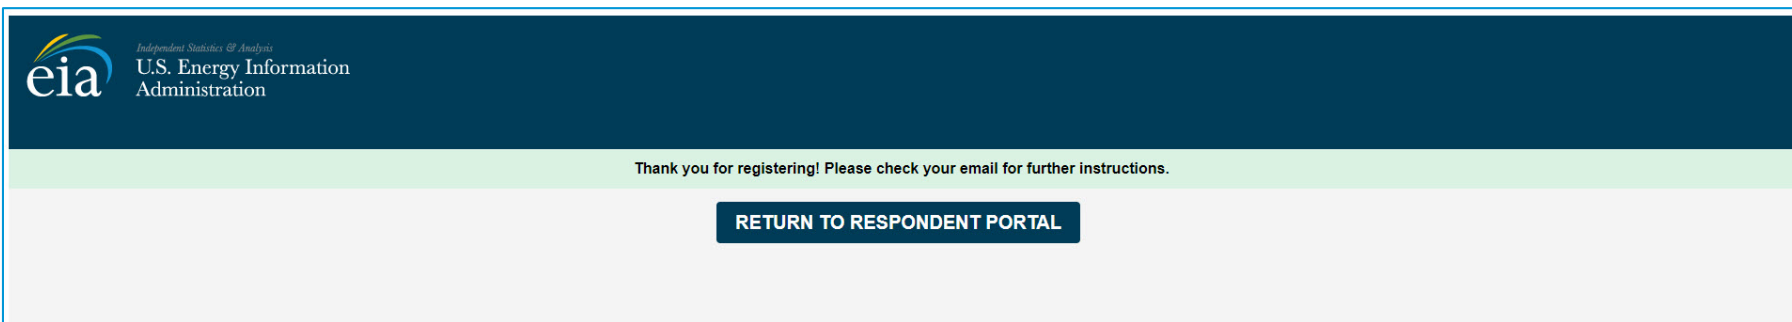 eia
Independent Statistics & Analysis
U.S. Energy Information
Administration
Thank you for registering! Please check your email for further instructions.
RETURN TO RESPONDENT PORTAL